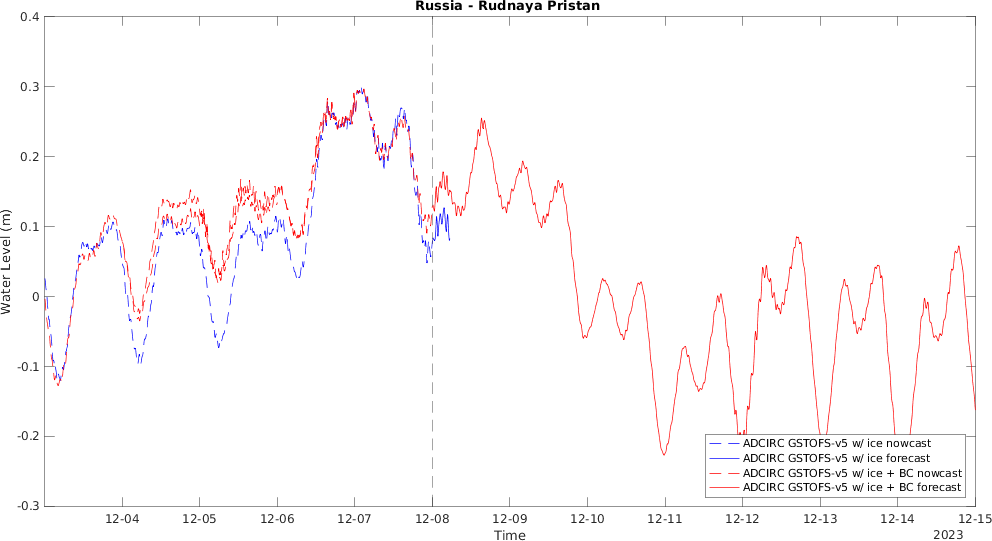 Russia - Rudnaya Pristan
Water Level (m)
0.4
0.3
0.2
0.1
0
-0.1
-0.2
-0.3
ADCIRC GSTOFS-v5 w/ ice nowcast
ADCIRC GSTOFS-v5 w/ ice forecast
ADCIRC GSTOFS-v5 w/ ice + BC nowcast
ADCIRC GSTOFS-v5 w/ ice + BC forecast
12-04 12-05 12-06 12-07 12-08 12-09 12-10 12-11 12-12 12-13 12-14 12-15
Time
2023